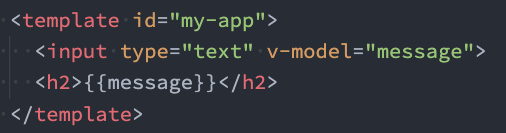 <template id="my-app">
<input type="text" v-model="message">
<h2>{{message}}</h2>
</template>